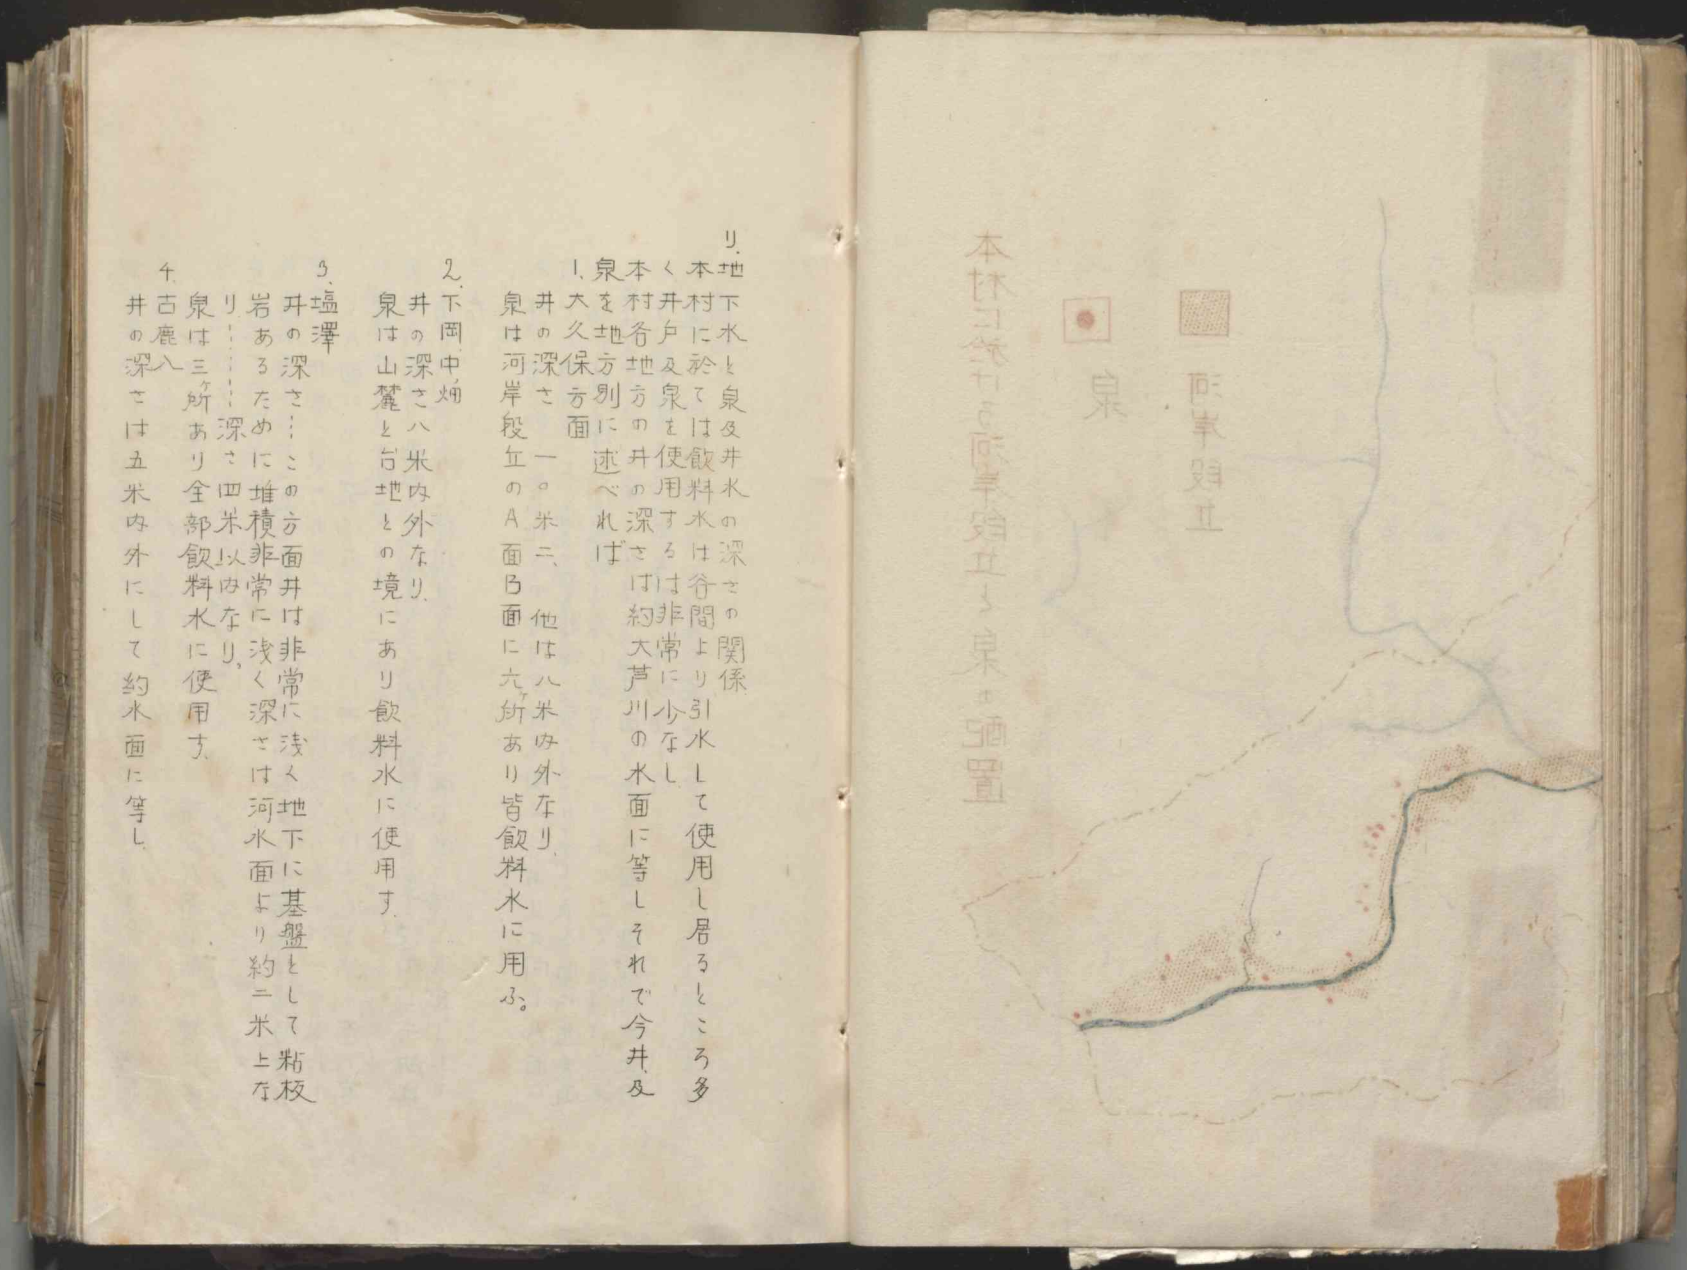 本村に於ける河岸段丘と泉の配置
河岸段丘
泉
リ.地下水と泉及井水の深さの関係
本村に於ては飲料水は谷間より引水して使用し居るところ多
く井戸及泉を使用するは非常に少なし
本村各地方の井の深さは約大芦川の水面に等しそれで今井及
泉を地方別に述べれば
1.大久保方面
井の深さ 一〇米二、他は八米内外なり.
泉は河岸段丘のA面B面に六ヶ所あり皆飲料水に用ふ。
2.下岡中畑
井の深さ八米内外なり.
泉は山麓と台地との境にあり飲料水に使用す.
3.塩澤
井の深さ…この方面井は非常に浅く地下に基盤として粘板
岩あるために堆積非常に浅く深さは河水面より約二米上な
り……深さ四米以内なり,
泉は三ヶ所あり全部飲料水に使用す.
4.古鹿入
井の深さは五米内外にして約水面に等し.